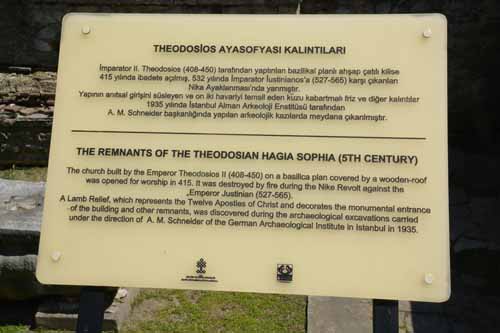 THEODOSİOS AYASOFYASI KALINTILARI
İmparator II. Theodosios (408-450) tarafından yaptırılan bazilikal planlı ahşap çatılı kilise
415 yılında ibadete açılmış, 532 yılında İmparator İustinianos'a (527-565) karşı çıkarılan
Nika Ayaklanması'nda yanmıştır.
Yapının anıtsal girişini süsleyen ve on iki havariyi temsil eden kuzu kabartmalı friz ve diğer kalıntılar
1935 yılında İstanbul Alman Arkeoloji Enstitüsü tarafından
A. M. Schneider başkanlığında yapılan arkeolojik kazılarda meydana çıkarılmıştır.
THE REMNANTS OF THE THEODOSIAN HAGIA SOPHIA (5TH CENTURY)
The church built by the Emperor Theodosios II (408-450) on a basilica plan covered by a wooden-roof
was opened for worship in 415. It was destroyed by fire during the Nike Revolt against the
Emperor Justinian (527-565).
A Lamb Relief, which represents the Twelve Apostles of Christ and decorates the monumental entrance
of the building and other remnants, was discovered during the archaeological excavations carried
under the direction of A. M. Schneider of the German Archaeological Institute in Istanbul in 1935.